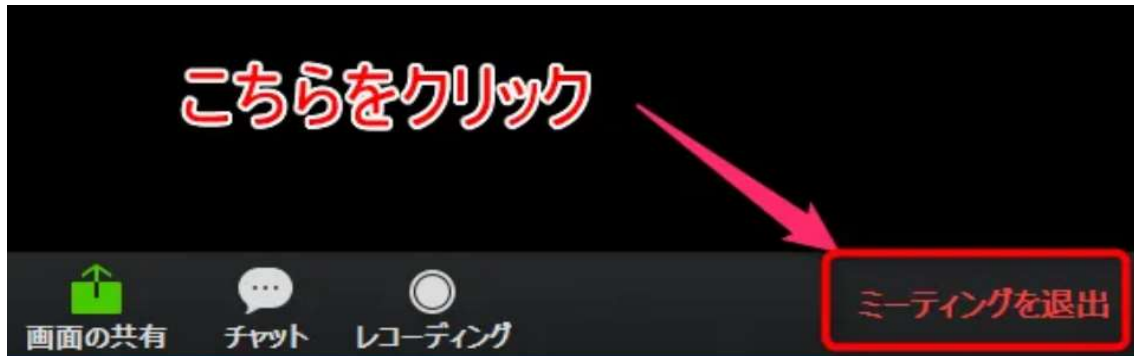 こちらをクリック
画面の共有
チャット
レコーディング
ミーティングを退出